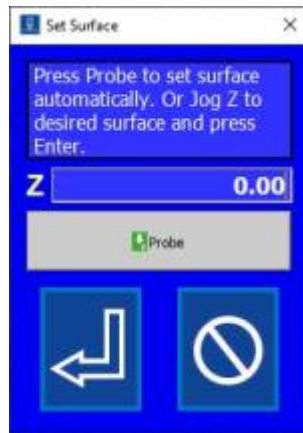 Set Surface
Press Probe to set surface
automatically. Or Jog Z to
desired surface and press
Enter.
Z 0.00
Probe